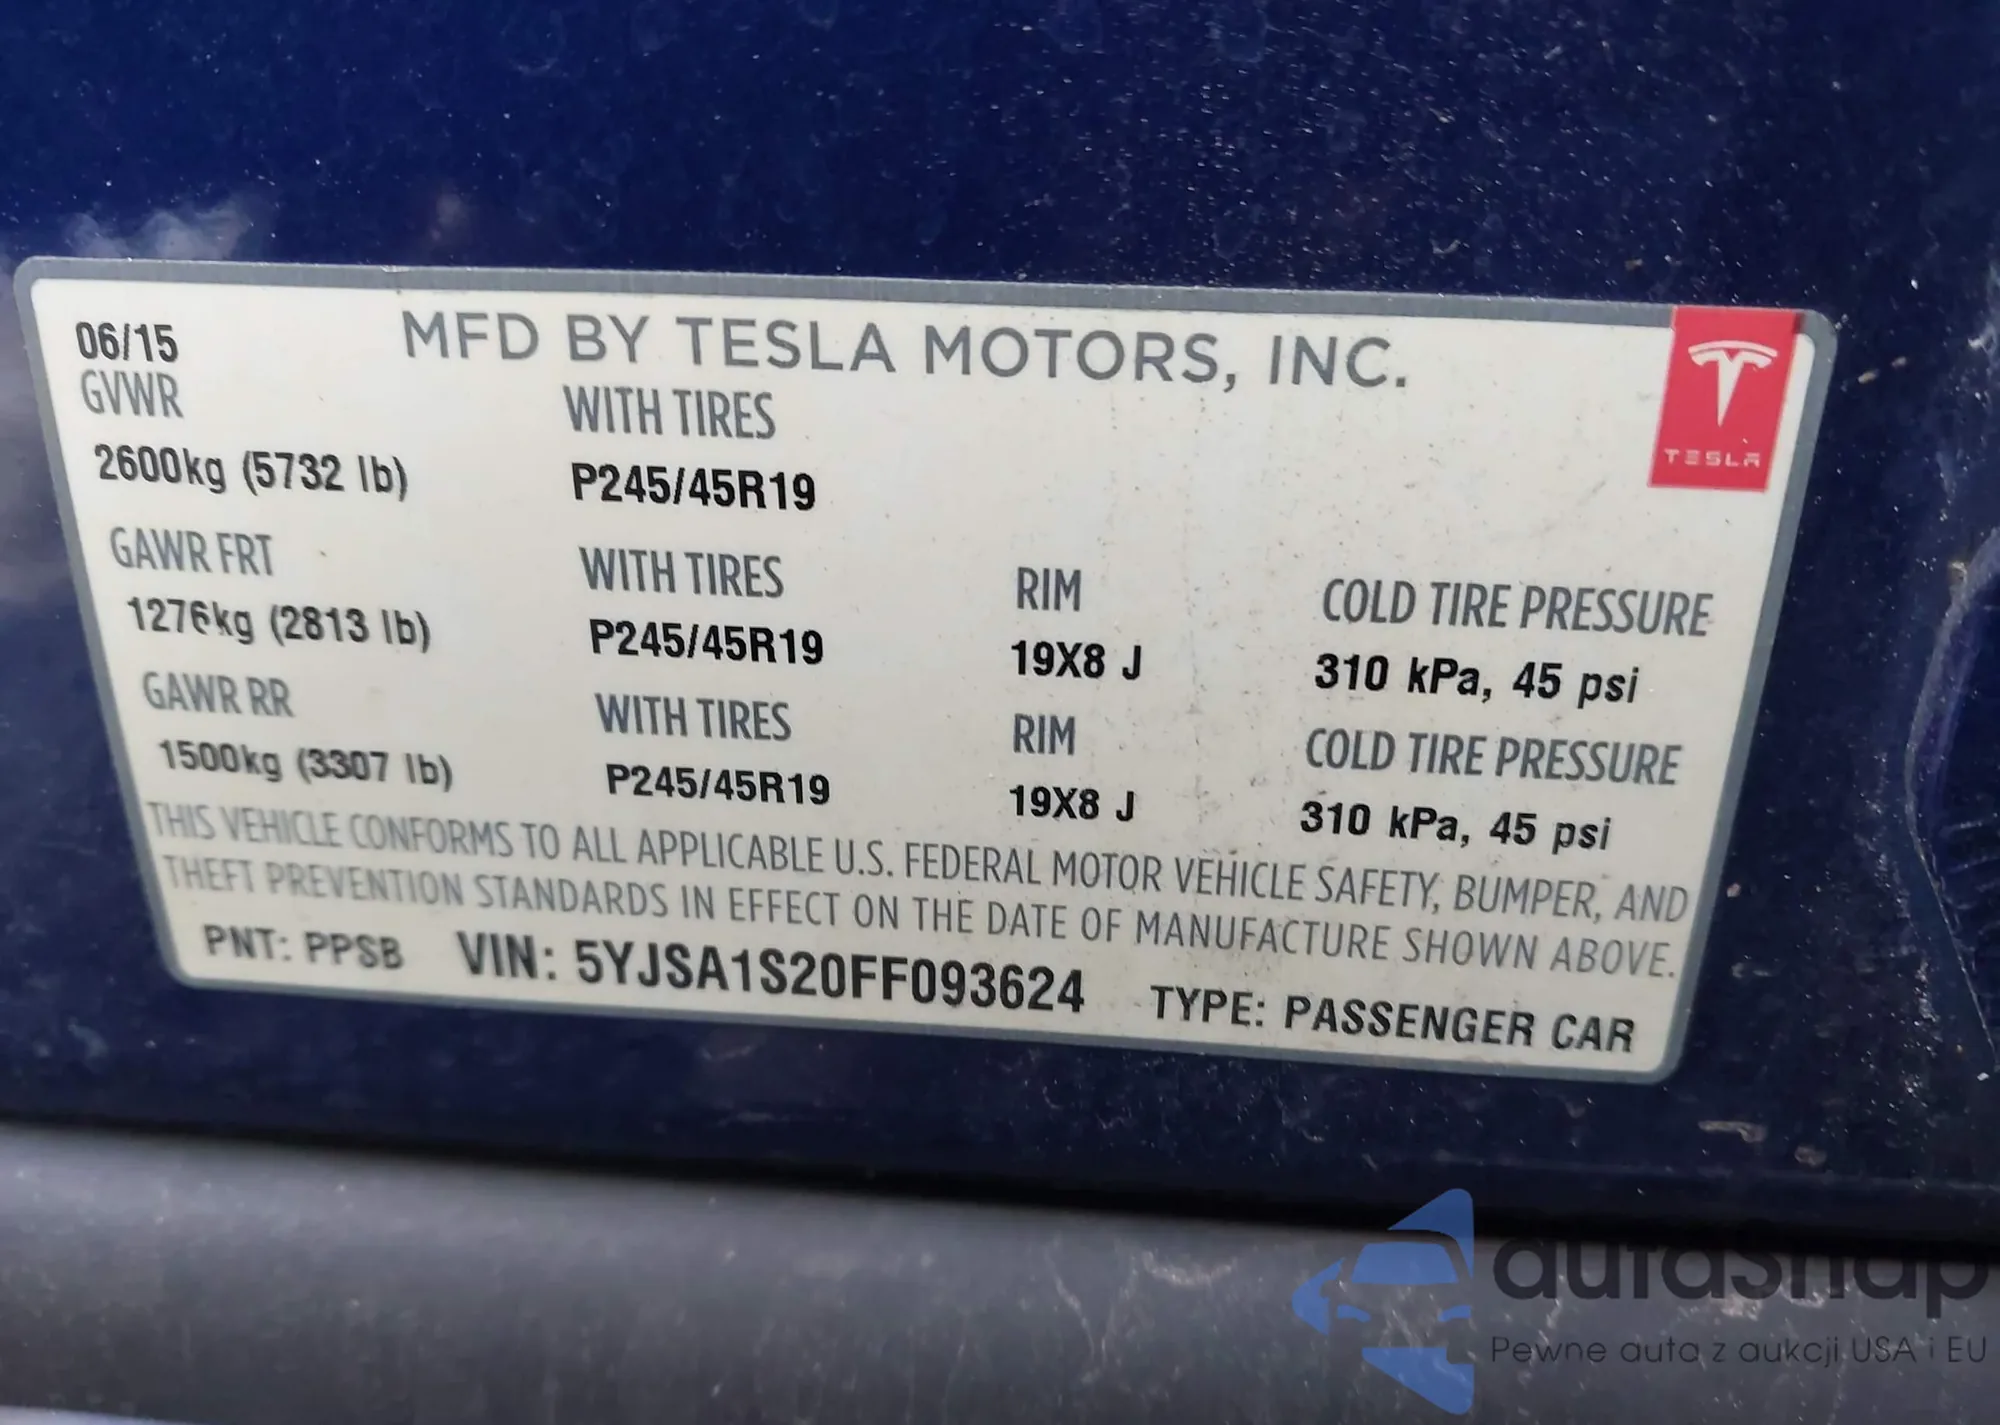 06/15 MFD BY TESLA MOTORS, INC.
GVWR WITH TIRES
2600kg (5732 lb) P245/45R19
TESLA
GAWR FRT WITH TIRES RIM COLD TIRE PRESSURE
1276kg (2813 lb) P245/45R19 19X8 J 310 kPa, 45 psi
GAWR RR WITH TIRES RIM COLD TIRE PRESSURE
1500kg (3307 lb) P245/45R19 19X8 J 310 kPa, 45 psi
THIS VEHICLE CONFORMS TO ALL APPLICABLE U.S. FEDERAL MOTOR VEHICLE SAFETY, BUMPER, AND
THEFT PREVENTION STANDARDS IN EFFECT ON THE DATE OF MANUFACTURE SHOWN ABOVE.
PNT: PPSB VIN: 5YJSA1S20FF093624 TYPE: PASSENGER CAR
autaSnap
Pewne auta z aukcji USA i EU